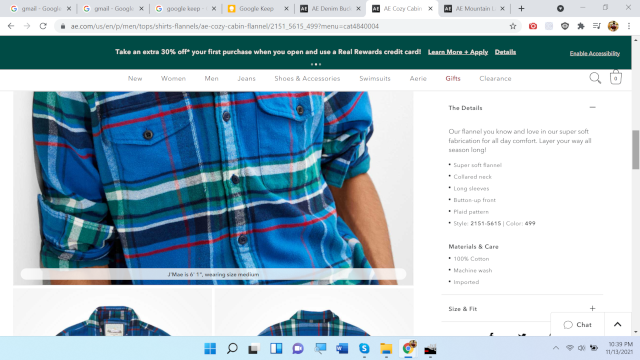 gmail - Google
gmail - Google
google keep -
Google Keep
AE Denim Buck
AE Cozy Cabin
AE Mountain L
ae.com/us/en/p/men/tops/shirts-flannels/ae-cozy-cabin-flannel/2151_5615_499?menu=cat4840004
Take an extra 30% off* your first purchase when you open and use a Real Rewards credit card! Learn More + Apply Details
Enable Accessibility
New Women Men Jeans Shoes & Accessories Swimsuits Aerie Gifts Clearance
0
The Details
Our flannel you know and love in our super soft
fabrication for all day comfort. Layer your way all
season long!
• Super soft flannel
• Collared neck
• Long sleeves
• Button-up front
• Plaid pattern
• Style: 2151-5615 | Color: 499
Materials & Care
• 100% Cotton
• Machine wash
• Imported
J'Mae is 6' 1", wearing size medium
Size & Fit
Chat
10:39 PM
11/13/2021